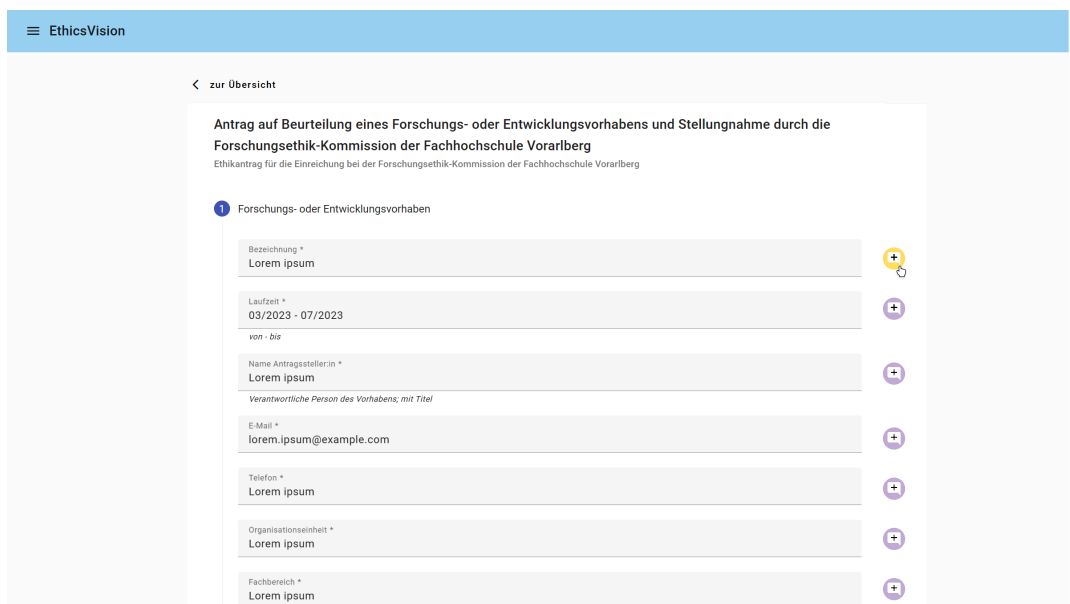 EthicsVision
zur Übersicht
Antrag auf Beurteilung eines Forschungs- oder Entwicklungsvorhabens und Stellungnahme durch die
Forschungsethik-Kommission der Fachhochschule Vorarlberg
Ethikantrag für die Einreichung bei der Forschungsethik-Kommission der Fachhochschule Vorarlberg
1 Forschungs- oder Entwicklungsvorhaben
Bezeichnung *
Lorem ipsum
Laufzeit *
03/2023 - 07/2023
von - bis
Name Antragssteller:in *
Lorem ipsum
Verantwortliche Person des Vorhabens; mit Titel
E-Mail *
lorem.ipsum@example.com
Telefon *
Lorem ipsum
Organisationseinheit *
Lorem ipsum
Fachbereich *
Lorem ipsum